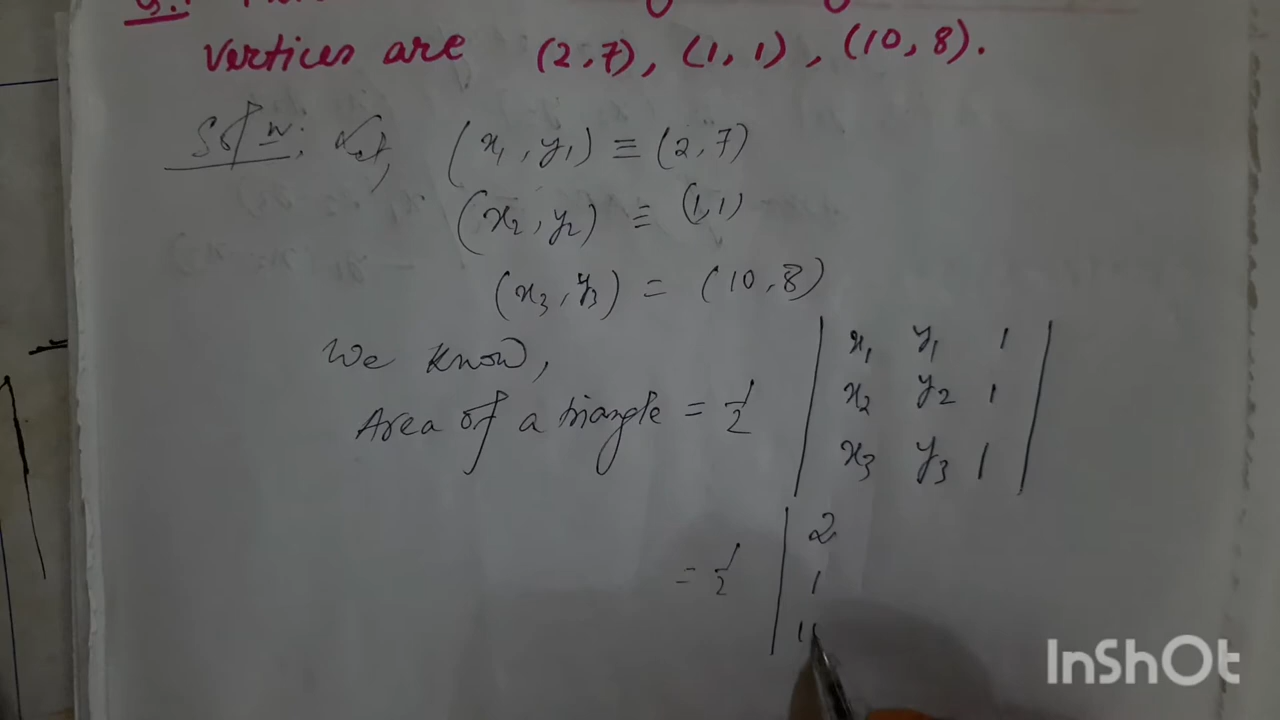 Q.1
vertices are (2,7), (1,1), (10,8).
Solⁿ: Let, (x₁, y₁) ≡ (2,7)
(x₂, y₂) ≡ (1,1)
(x₃, y₃) = (10,8)
We know,
Area of a triangle = 1/2 | x₁ y₁ 1 |
| x₂ y₂ 1 |
| x₃ y₃ 1 |
= 1/2 | 2
1
InShOt